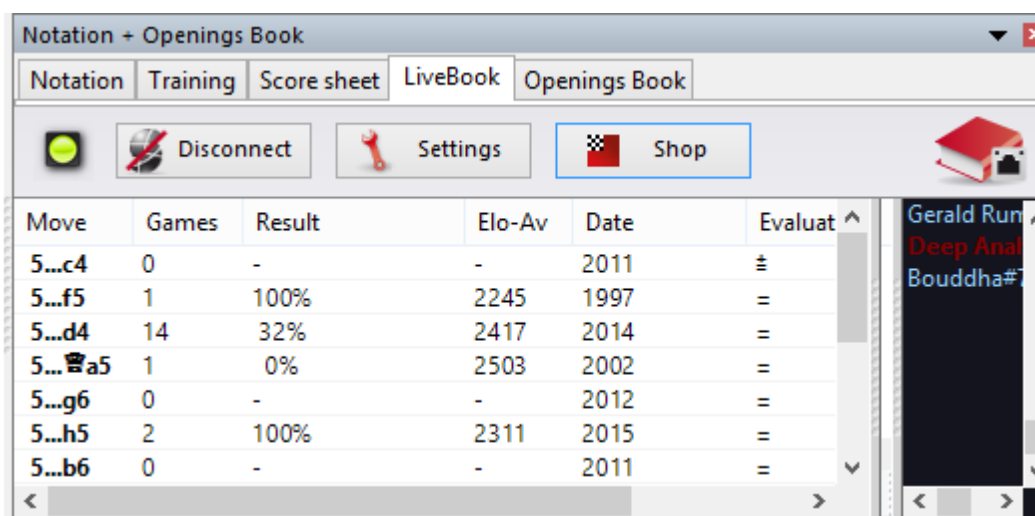 Notation + Openings Book
Notation Training Score sheet LiveBook Openings Book
Disconnect Settings Shop
Move Games Result Elo-Av Date Evaluat
5...c4 0 - - 2011 ⩲
5...f5 1 100% 2245 1997 =
5...d4 14 32% 2417 2014 =
5...♛a5 1 0% 2503 2002 =
5...g6 0 - - 2012 =
5...h5 2 100% 2311 2015 =
5...b6 0 - - 2011 =
Gerald Run
Deep Anal
Bouddha#7